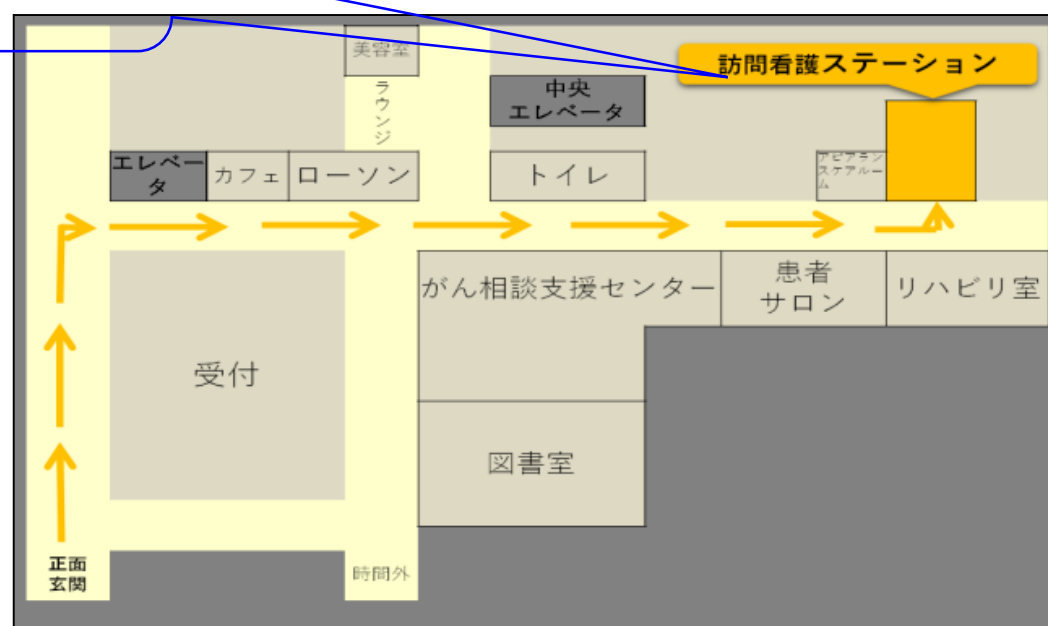 美容室
ラウンジ
中央
エレベータ
訪問看護ステーション
エレベー
タ
カフェ
ローソン
トイレ
アピアラン
スケアルー
ム
がん相談支援センター
患者
サロン
リハビリ室
受付
図書室
正面
玄関
時間外